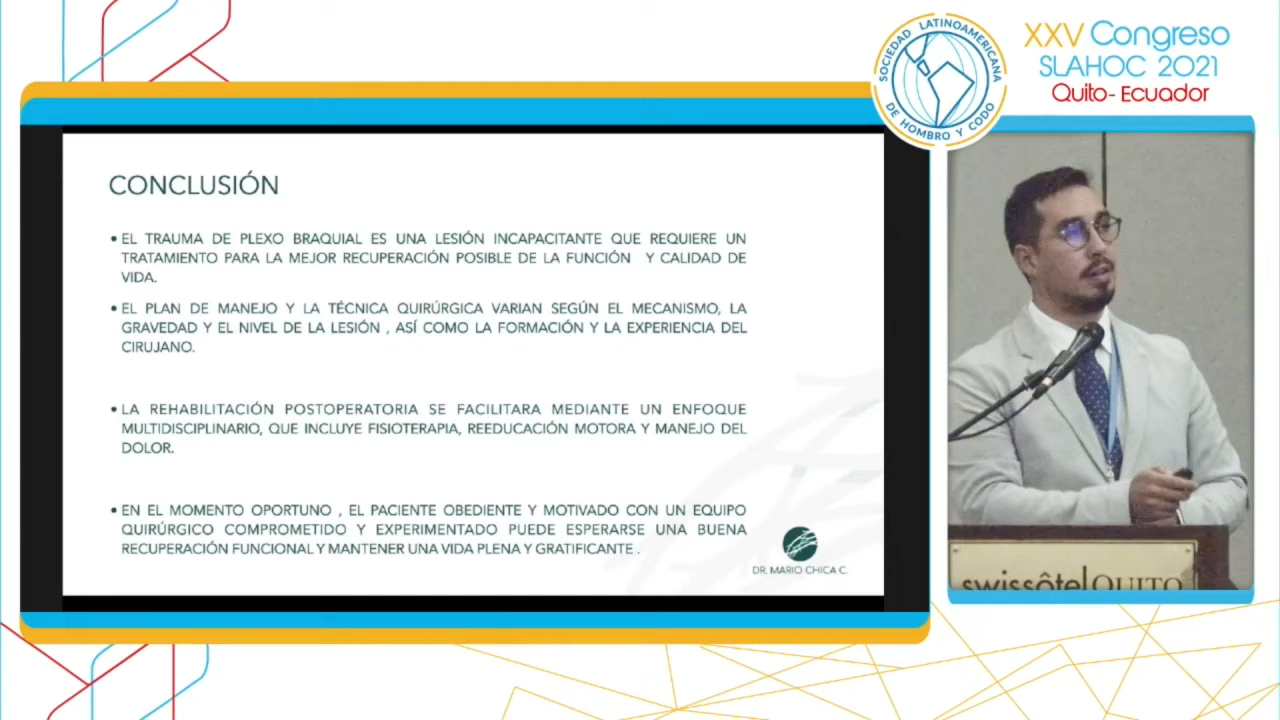 SOCIEDAD LATINOAMERICANA
DE HOMBRO Y CODO
XXV Congreso
SLAHOC 2021
Quito- Ecuador
CONCLUSIÓN
• EL TRAUMA DE PLEXO BRAQUIAL ES UNA LESIÓN INCAPACITANTE QUE REQUIERE UN
TRATAMIENTO PARA LA MEJOR RECUPERACIÓN POSIBLE DE LA FUNCIÓN Y CALIDAD DE
VIDA.
• EL PLAN DE MANEJO Y LA TÉCNICA QUIRÚRGICA VARIAN SEGÚN EL MECANISMO, LA
GRAVEDAD Y EL NIVEL DE LA LESIÓN , ASÍ COMO LA FORMACIÓN Y LA EXPERIENCIA DEL
CIRUJANO.
• LA REHABILITACIÓN POSTOPERATORIA SE FACILITARA MEDIANTE UN ENFOQUE
MULTIDISCIPLINARIO, QUE INCLUYE FISIOTERAPIA, REEDUCACIÓN MOTORA Y MANEJO DEL
DOLOR.
• EN EL MOMENTO OPORTUNO , EL PACIENTE OBEDIENTE Y MOTIVADO CON UN EQUIPO
QUIRÚRGICO COMPROMETIDO Y EXPERIMENTADO PUEDE ESPERARSE UNA BUENA
RECUPERACIÓN FUNCIONAL Y MANTENER UNA VIDA PLENA Y GRATIFICANTE .
DR. MARIO CHICA C.
swissôtel QUITO